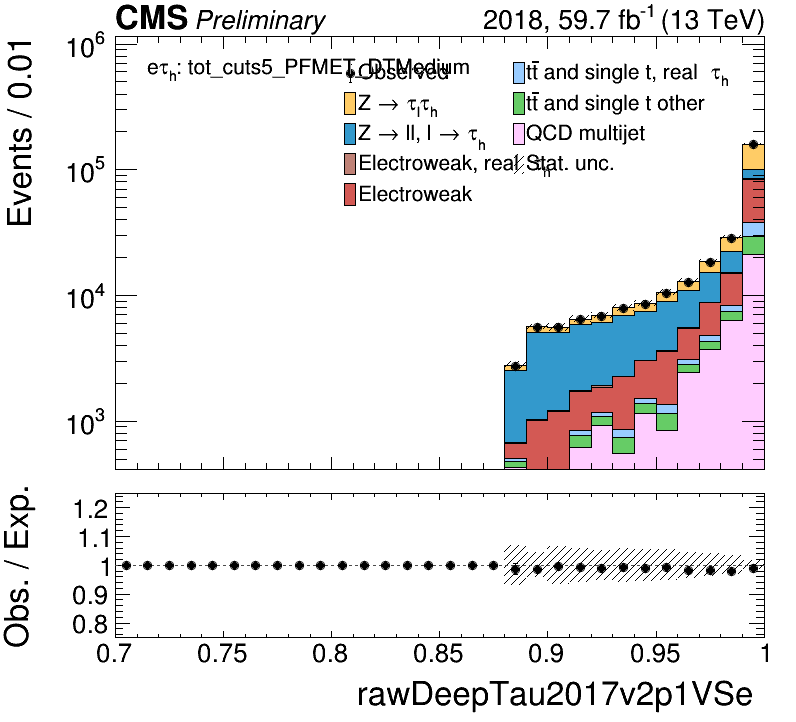 CMS Preliminary 2018, 59.7 fb⁻¹ (13 TeV)
eτh: tot_cuts5_PFMET_DTMedium
Observed
tt̄ and single t, real τh
Z → τlτh
tt̄ and single t other
Z → ll, l → τh
QCD multijet
Electroweak, real τh
Stat. unc.
Electroweak
Events / 0.01
10⁶
10⁵
10⁴
10³
Obs. / Exp.
1.2
1.1
1
0.9
0.8
0.7 0.75 0.8 0.85 0.9 0.95 1
rawDeepTau2017v2p1VSe